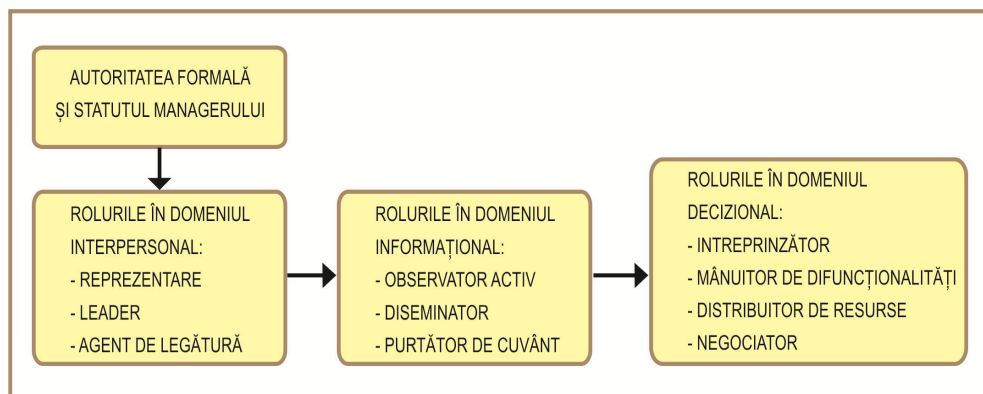 AUTORITATEA FORMALĂ
ȘI STATUTUL MANAGERULUI
ROLURILE ÎN DOMENIUL
INTERPERSONAL:
- REPREZENTARE
- LEADER
- AGENT DE LEGĂTURĂ
ROLURILE ÎN DOMENIUL
INFORMAȚIONAL:
- OBSERVATOR ACTIV
- DISEMINATOR
- PURTĂTOR DE CUVÂNT
ROLURILE ÎN DOMENIUL
DECIZIONAL:
- INTREPRINZĂTOR
- MÂNUITOR DE DIFUNCȚIONALITĂȚI
- DISTRIBUITOR DE RESURSE
- NEGOCIATOR